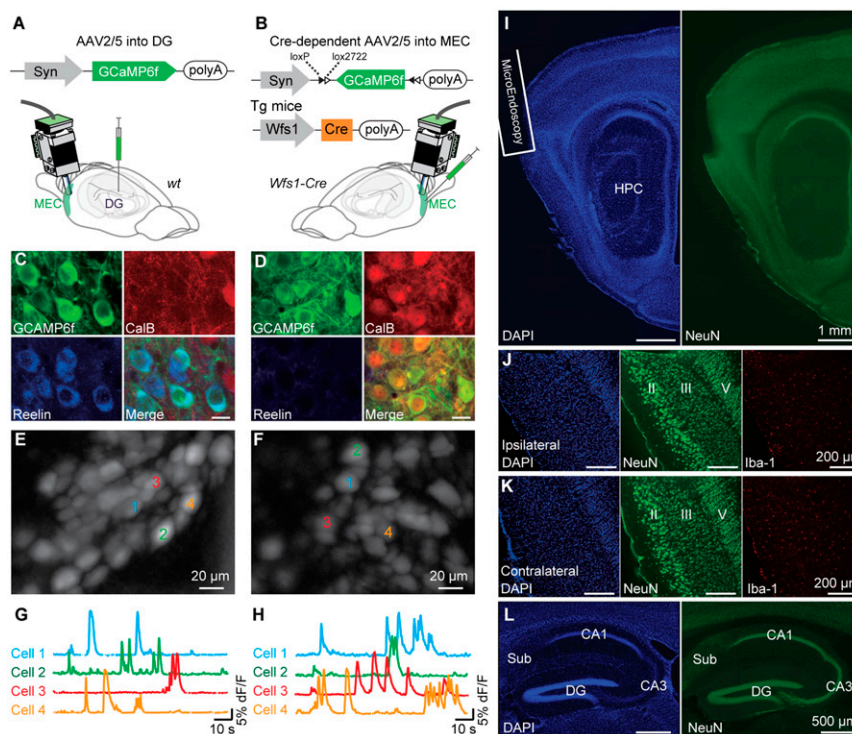 A
AAV2/5 into DG
Syn
GCaMP6f
polyA
MEC
DG
wt
B
Cre-dependent AAV2/5 into MEC
loxP
lox2722
Syn
GCaMP6f
polyA
Tg mice
Wfs1
Cre
polyA
Wfs1-Cre
MEC
C
GCAMP6f
CalB
Reelin
Merge
D
GCAMP6f
CalB
Reelin
Merge
E
1
2
3
4
20 µm
F
2
1
3
4
20 µm
G
Cell 1
Cell 2
Cell 3
Cell 4
10 s
5% dF/F
H
Cell 1
Cell 2
Cell 3
Cell 4
10 s
5% dF/F
I
MicroEndoscopy
HPC
DAPI
NeuN
1 mm
J
Ipsilateral
DAPI
II
III
V
NeuN
Iba-1
200 µm
K
Contralateral
DAPI
II
III
V
NeuN
Iba-1
200 µm
L
CA1
Sub
CA3
DG
DAPI
CA1
Sub
CA3
DG
NeuN
500 µm